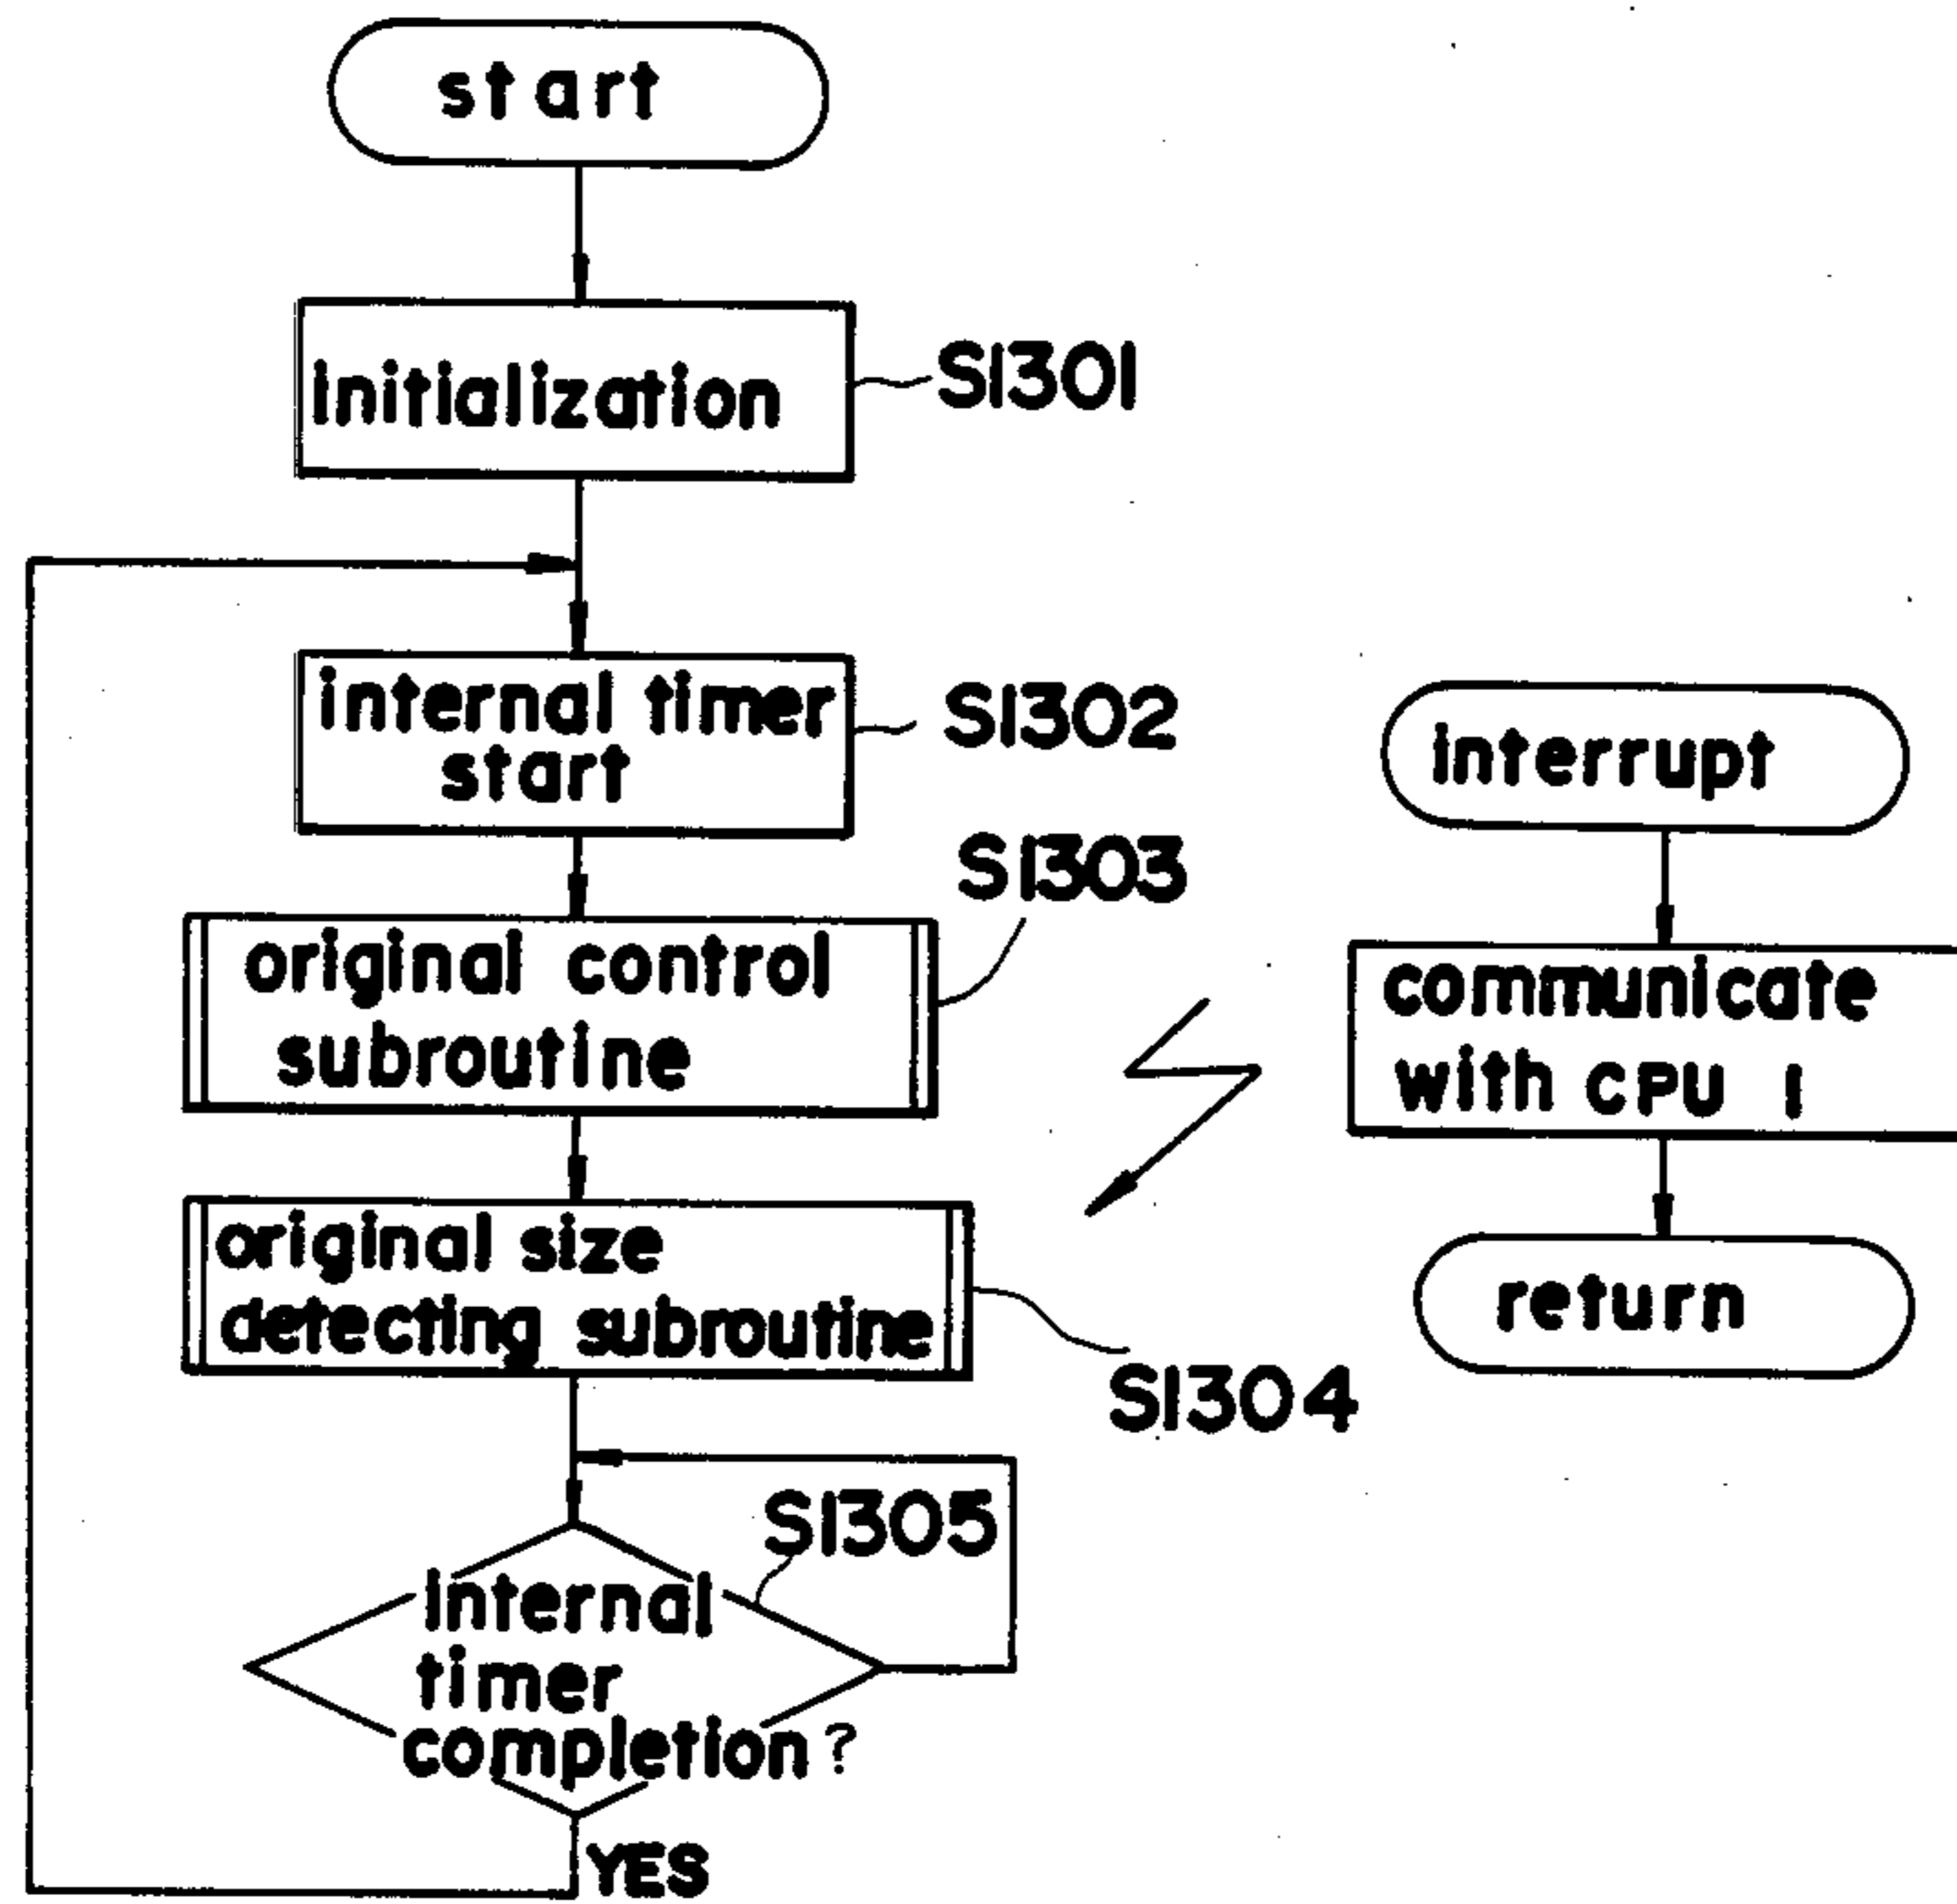 start
initialization
S1301
internal timer
start
S1302
S1303
original control
subroutine
original size
detecting subroutine
S1304
S1305
internal
timer
completion?
YES
interrupt
communicate
with CPU 1
return